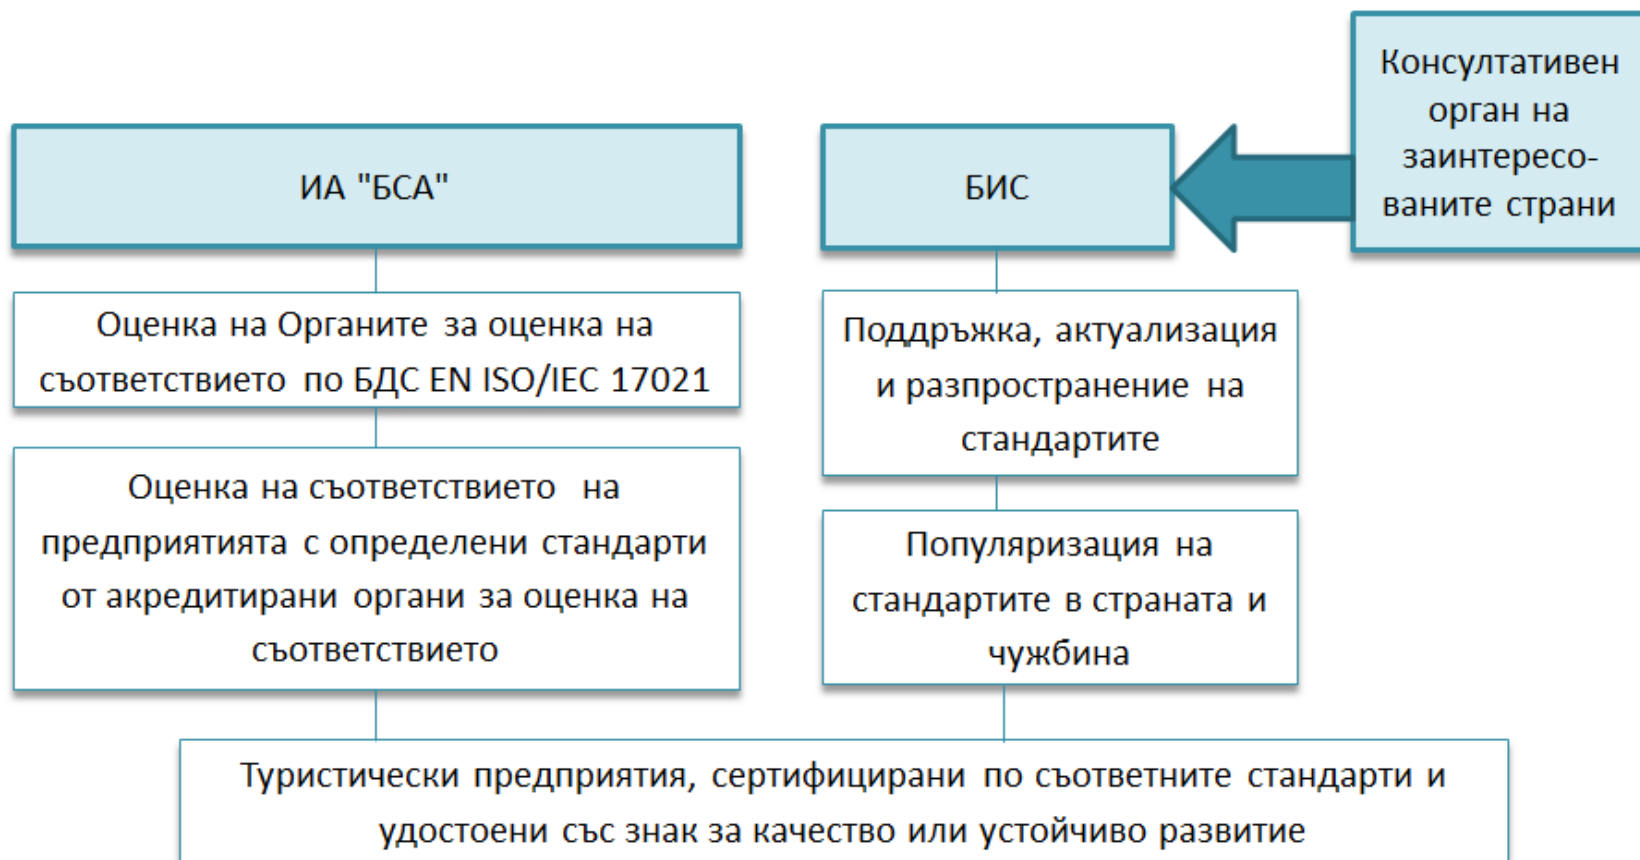 ИА "БСА"
БИС
Консултативен
орган на
заинтересо-
ваните страни
Оценка на Органите за оценка на
съответствието по БДС EN ISO/IEC 17021
Оценка на съответствието на
предприятията с определени стандарти
от акредитирани органи за оценка на
съответствието
Поддръжка, актуализация
и разпространение на
стандартите
Популяризация на
стандартите в страната и
чужбина
Туристически предприятия, сертифицирани по съответните стандарти и
удостоени със знак за качество или устойчиво развитие